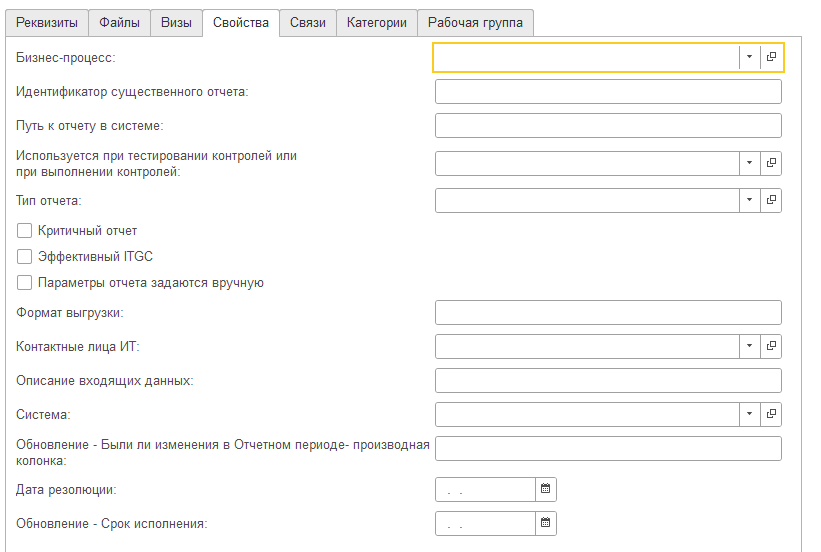 Реквизиты Файлы Визы Свойства Связи Категории Рабочая группа
Бизнес-процесс:
Идентификатор существенного отчета:
Путь к отчету в системе:
Используется при тестировании контролей или
при выполнении контролей:
Тип отчета:
Критичный отчет
Эффективный ITGC
Параметры отчета задаются вручную
Формат выгрузки:
Контактные лица ИТ:
Описание входящих данных:
Система:
Обновление - Были ли изменения в Отчетном периоде- производная
колонка:
Дата резолюции: . .
Обновление - Срок исполнения: . .